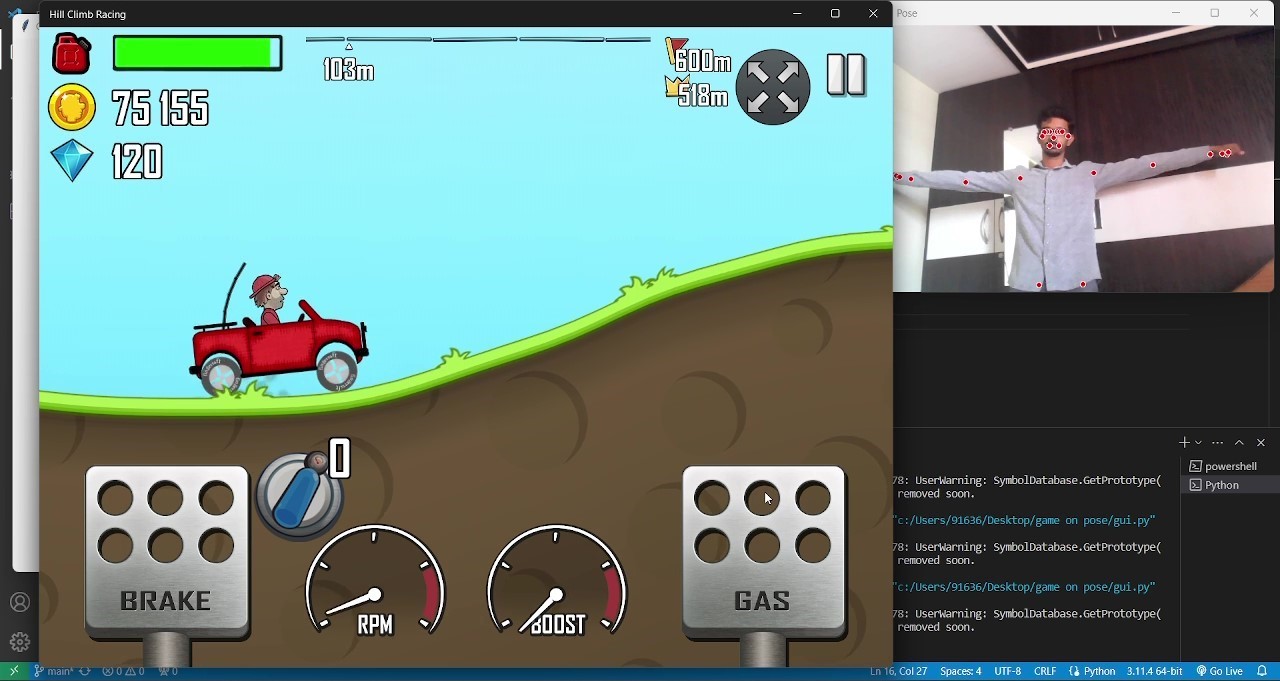 Hill Climb Racing
Pose
103m
600m
518m
75 155
120
0
BRAKE
RPM
BOOST
GAS
powershell
Python
78: UserWarning: SymbolDatabase.GetPrototype(
removed soon.
"c:/Users/91636/Desktop/game on pose/gui.py"
78: UserWarning: SymbolDatabase.GetPrototype(
removed soon.
"c:/Users/91636/Desktop/game on pose/gui.py"
78: UserWarning: SymbolDatabase.GetPrototype(
removed soon.
main* 0 0 0 Ln 16, Col 27 Spaces: 4 UTF-8 CRLF Python 3.11.4 64-bit Go Live